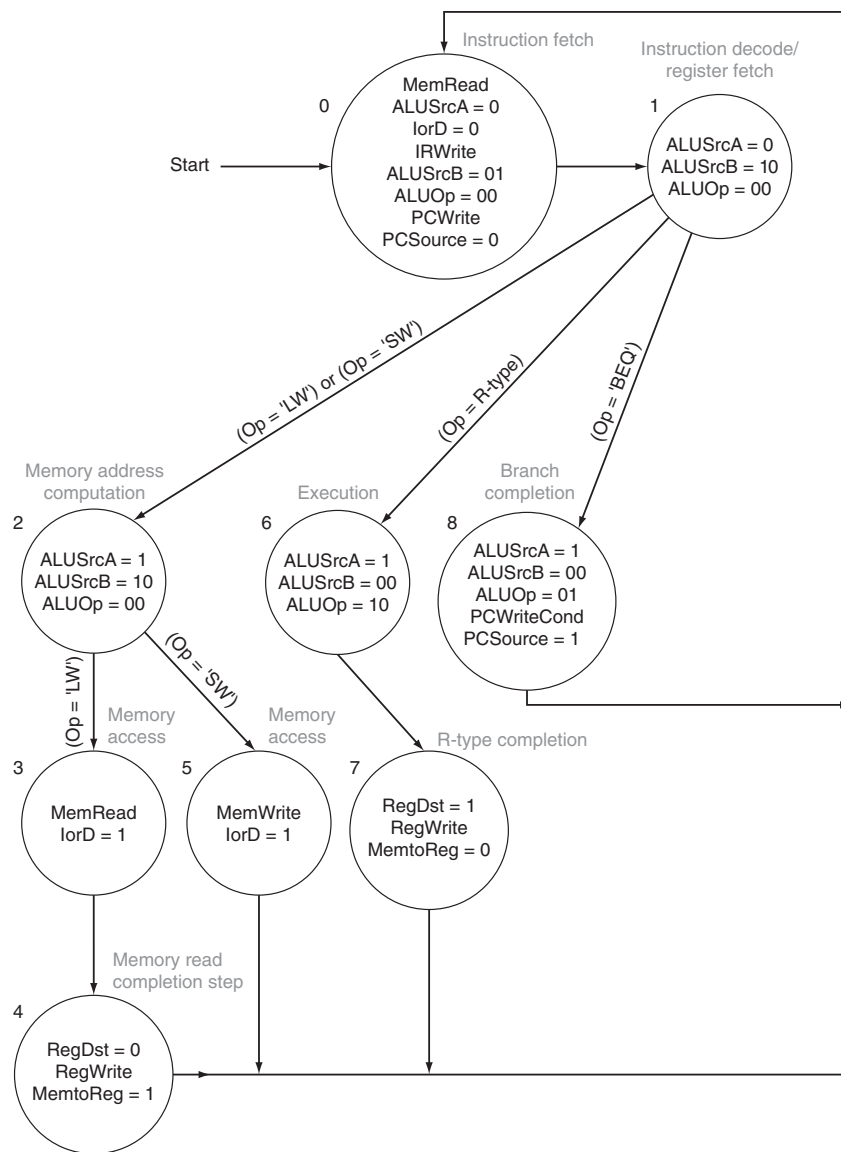 Instruction fetch
Instruction decode/
register fetch
0
MemRead
ALUSrcA = 0
IorD = 0
IRWrite
ALUSrcB = 01
ALUOp = 00
PCWrite
PCSource = 0
1
ALUSrcA = 0
ALUSrcB = 10
ALUOp = 00
Start
(Op = 'LW') or (Op = 'SW')
(Op = R-type)
(Op = 'BEQ')
Memory address
computation
2
ALUSrcA = 1
ALUSrcB = 10
ALUOp = 00
Execution
6
ALUSrcA = 1
ALUSrcB = 00
ALUOp = 10
Branch
completion
8
ALUSrcA = 1
ALUSrcB = 00
ALUOp = 01
PCWriteCond
PCSource = 1
(Op = 'LW')
(Op = 'SW')
Memory
access
3
MemRead
IorD = 1
Memory
access
5
MemWrite
IorD = 1
R-type completion
7
RegDst = 1
RegWrite
MemtoReg = 0
Memory read
completion step
4
RegDst = 0
RegWrite
MemtoReg = 1